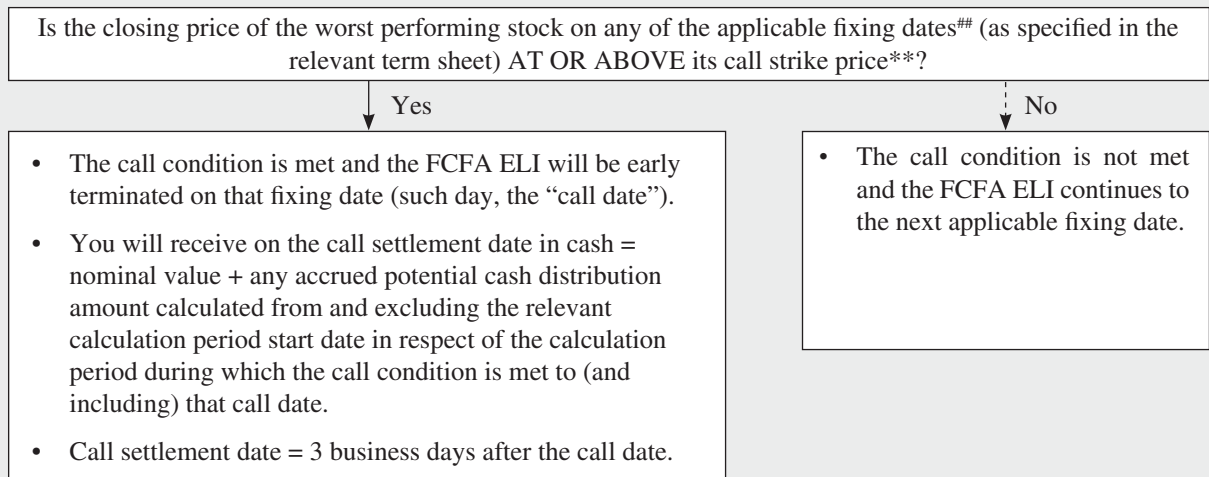 Is the closing price of the worst performing stock on any of the applicable fixing dates## (as specified in the
relevant term sheet) AT OR ABOVE its call strike price**?
Yes
No
• The call condition is met and the FCFA ELI will be early
terminated on that fixing date (such day, the “call date”).
• You will receive on the call settlement date in cash =
nominal value + any accrued potential cash distribution
amount calculated from and excluding the relevant
calculation period start date in respect of the calculation
period during which the call condition is met to (and
including) that call date.
• Call settlement date = 3 business days after the call date.
• The call condition is not met
and the FCFA ELI continues to
the next applicable fixing date.